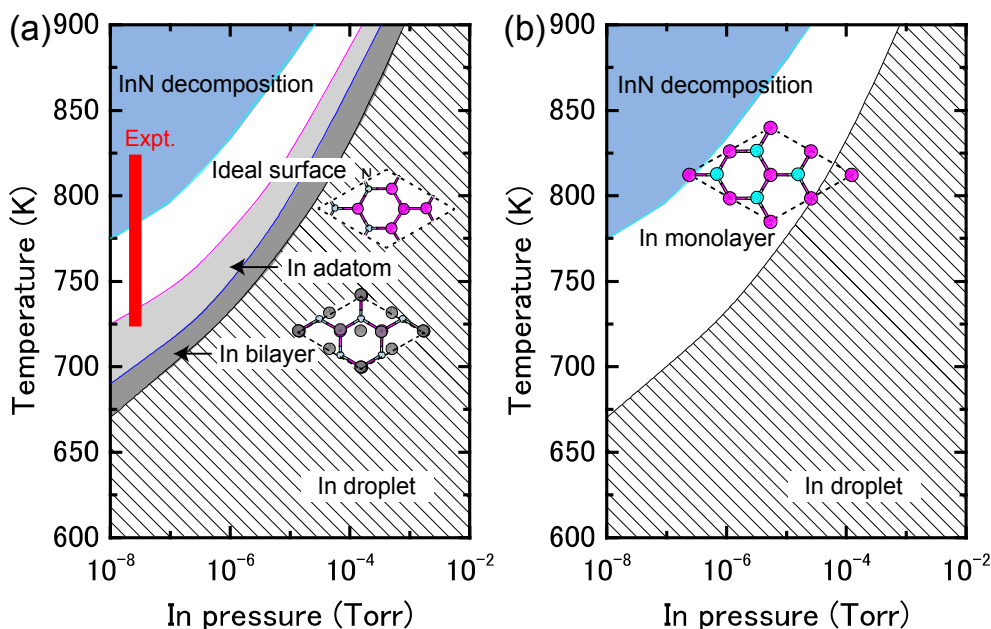 (a)
900
850
800
750
700
650
600
Temperature (K)
InN decomposition
Expt.
Ideal surface
N
In adatom
In bilayer
In droplet
10-8
10-6
10-4
10-2
In pressure (Torr)
(b)
900
850
800
750
700
650
600
Temperature (K)
InN decomposition
In monolayer
In droplet
10-8
10-6
10-4
10-2
In pressure (Torr)